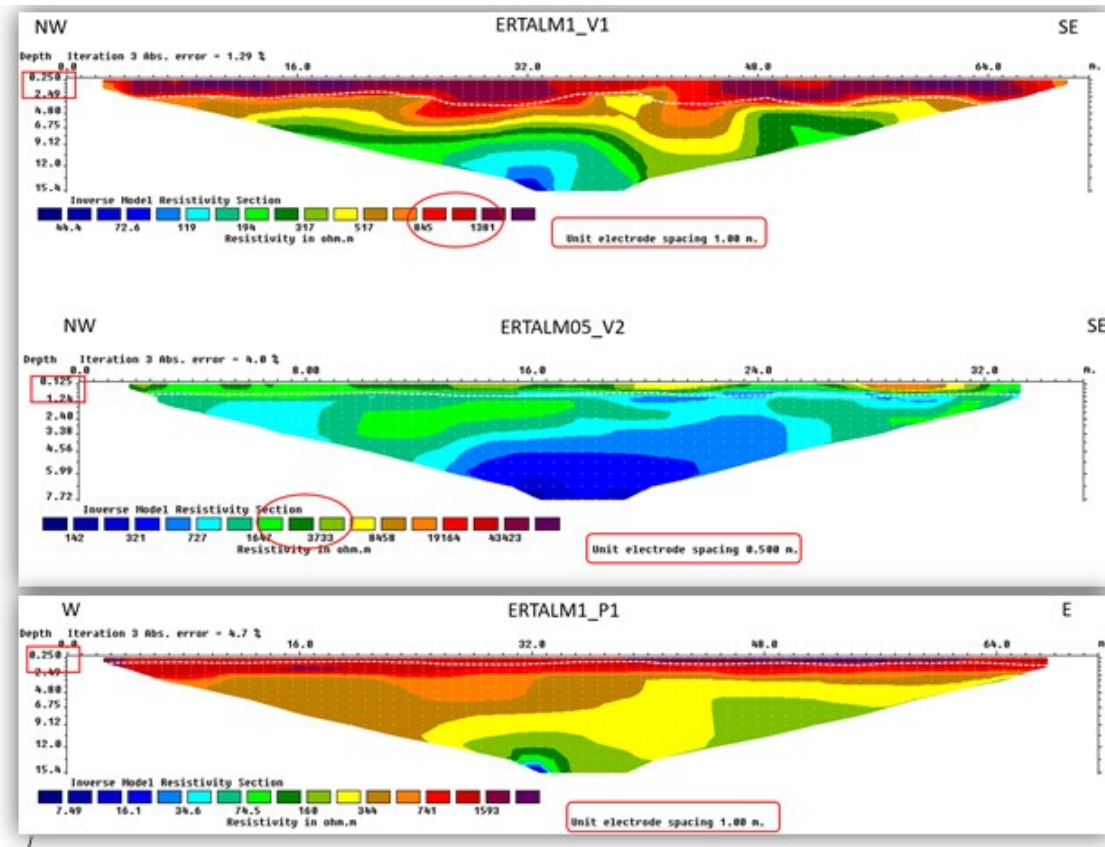 NW ERTALM1_V1 SE
Depth Iteration 3 Abs. error = 1.29 %
0.0 16.0 32.0 48.0 64.0 m.
0.250
2.49
4.80
6.75
9.12
12.0
15.4
Inverse Model Resistivity Section
44.4 72.6 119 194 317 517 845 1381
Resistivity in ohm.m
Unit electrode spacing 1.00 m.
NW ERTALM05_V2 SE
Depth Iteration 3 Abs. error = 4.0 %
0.0 8.00 16.0 24.0 32.0 m.
0.125
1.24
2.40
3.38
4.56
5.99
7.72
Inverse Model Resistivity Section
142 321 727 1647 3733 8458 19164 43423
Resistivity in ohm.m
Unit electrode spacing 0.500 m.
W ERTALM1_P1 E
Depth Iteration 3 Abs. error = 4.7 %
0.0 16.0 32.0 48.0 64.0
0.250
2.49
4.80
6.75
9.12
12.0
15.4
Inverse Model Resistivity Section
7.49 16.1 34.6 74.5 160 344 741 1593
Resistivity in ohm.m
Unit electrode spacing 1.00 m.